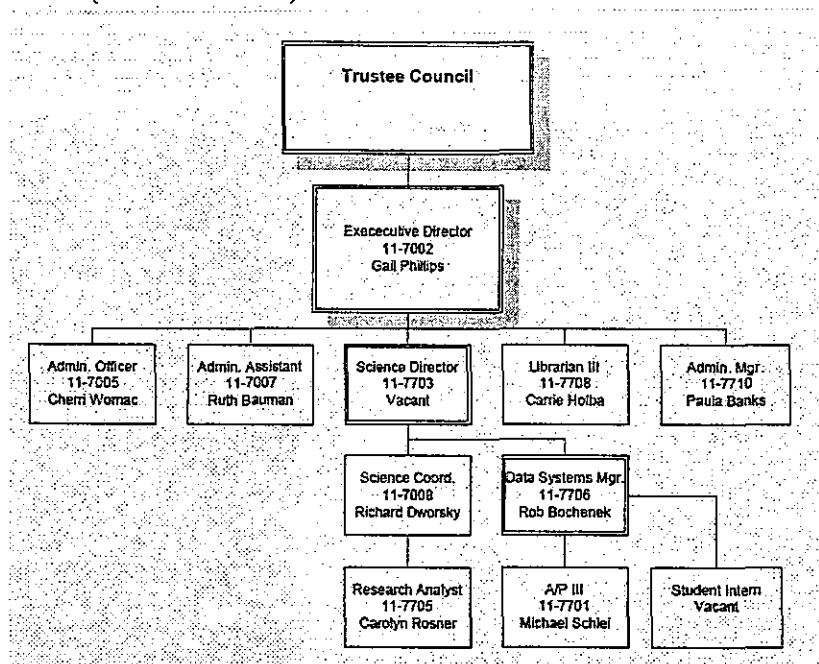 Trustee Council
Exececutive Director
11-7002
Gail Phillips
Admin. Officer
11-7005
Cherri Womac
Admin. Assistant
11-7007
Ruth Bauman
Science Director
11-7703
Vacant
Librarian III
11-7708
Carrie Holba
Admin. Mgr.
11-7710
Paula Banks
Science Coord.
11-7008
Richard Dworsky
Data Systems Mgr.
11-7706
Rob Bochenek
Research Analyst
11-7705
Carolyn Rosner
A/P III
11-7701
Michael Schlei
Student Intern
Vacant